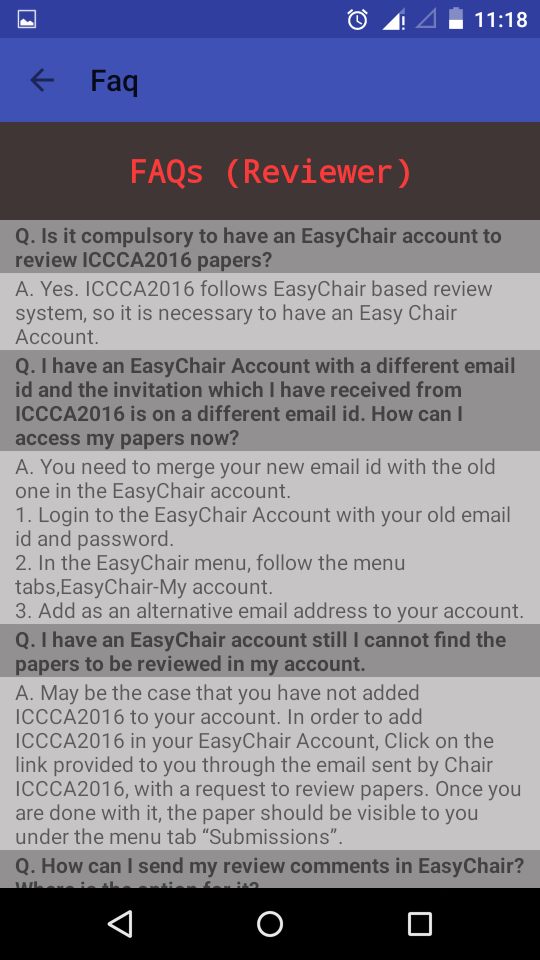 11:18
Faq
FAQs (Reviewer)
Q. Is it compulsory to have an EasyChair account to
review ICCCA2016 papers?
A. Yes. ICCCA2016 follows EasyChair based review
system, so it is necessary to have an Easy Chair
Account.
Q. I have an EasyChair Account with a different email
id and the invitation which I have received from
ICCCA2016 is on a different email id. How can I
access my papers now?
A. You need to merge your new email id with the old
one in the EasyChair account.
1. Login to the EasyChair Account with your old email
id and password.
2. In the EasyChair menu, follow the menu
tabs,EasyChair-My account.
3. Add as an alternative email address to your account.
Q. I have an EasyChair account still I cannot find the
papers to be reviewed in my account.
A. May be the case that you have not added
ICCCA2016 to your account. In order to add
ICCCA2016 in your EasyChair Account, Click on the
link provided to you through the email sent by Chair
ICCCA2016, with a request to review papers. Once you
are done with it, the paper should be visible to you
under the menu tab “Submissions”.
Q. How can I send my review comments in EasyChair?
Where is the option for it?